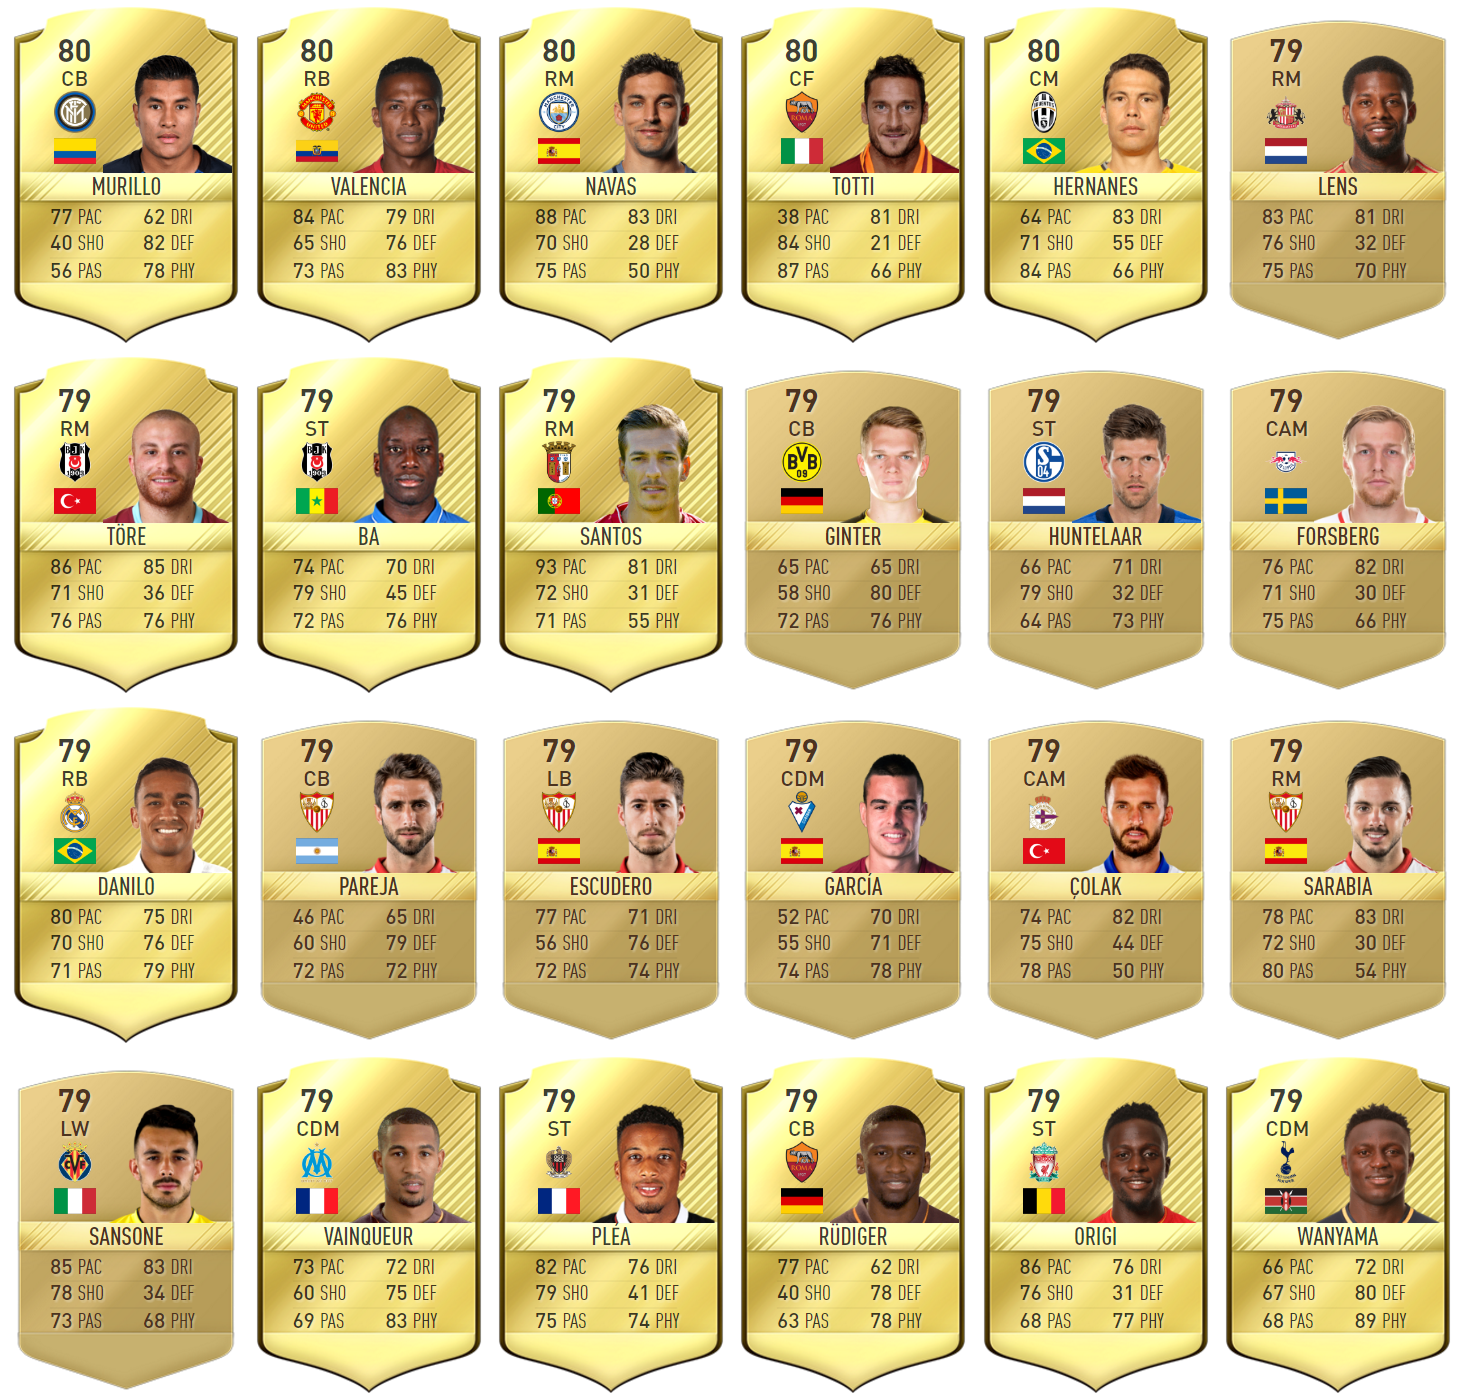 80
CB
MURILLO
77 PAC 62 DRI
40 SHO 82 DEF
56 PAS 78 PHY
80
RB
VALENCIA
84 PAC 79 DRI
65 SHO 76 DEF
73 PAS 83 PHY
80
RM
NAVAS
88 PAC 83 DRI
70 SHO 28 DEF
75 PAS 50 PHY
80
CF
ROMA
TOTTI
38 PAC 81 DRI
84 SHO 21 DEF
87 PAS 66 PHY
80
CM
HERNANES
64 PAC 83 DRI
71 SHO 55 DEF
84 PAS 66 PHY
79
RM
LENS
83 PAC 81 DRI
76 SHO 32 DEF
75 PAS 70 PHY
79
RM
BJK
TÖRE
86 PAC 85 DRI
71 SHO 36 DEF
76 PAS 76 PHY
79
ST
BJK
BA
74 PAC 70 DRI
79 SHO 45 DEF
72 PAS 76 PHY
79
RM
SANTOS
93 PAC 81 DRI
72 SHO 31 DEF
71 PAS 55 PHY
79
CB
BVB
09
GINTER
65 PAC 65 DRI
58 SHO 80 DEF
72 PAS 76 PHY
79
ST
04
HUNTELAAR
66 PAC 71 DRI
79 SHO 32 DEF
64 PAS 73 PHY
79
CAM
FORSBERG
76 PAC 82 DRI
71 SHO 30 DEF
75 PAS 66 PHY
79
RB
DANILO
80 PAC 75 DRI
70 SHO 76 DEF
71 PAS 79 PHY
79
CB
PAREJA
46 PAC 65 DRI
60 SHO 79 DEF
72 PAS 72 PHY
79
LB
ESCUDERO
77 PAC 71 DRI
56 SHO 76 DEF
72 PAS 74 PHY
79
CDM
GARCÍA
52 PAC 70 DRI
55 SHO 71 DEF
74 PAS 78 PHY
79
CAM
ÇOLAK
74 PAC 82 DRI
75 SHO 44 DEF
78 PAS 50 PHY
79
RM
SARABIA
78 PAC 83 DRI
72 SHO 30 DEF
80 PAS 54 PHY
79
LW
SANSONE
85 PAC 83 DRI
78 SHO 34 DEF
73 PAS 68 PHY
79
CDM
VAINQUEUR
73 PAC 72 DRI
60 SHO 75 DEF
69 PAS 83 PHY
79
ST
PLÉA
82 PAC 76 DRI
79 SHO 41 DEF
75 PAS 74 PHY
79
CB
ROMA
RÜDIGER
77 PAC 62 DRI
40 SHO 78 DEF
63 PAS 78 PHY
79
ST
ORIGI
86 PAC 76 DRI
76 SHO 31 DEF
68 PAS 77 PHY
79
CDM
WANYAMA
66 PAC 72 DRI
67 SHO 80 DEF
68 PAS 89 PHY